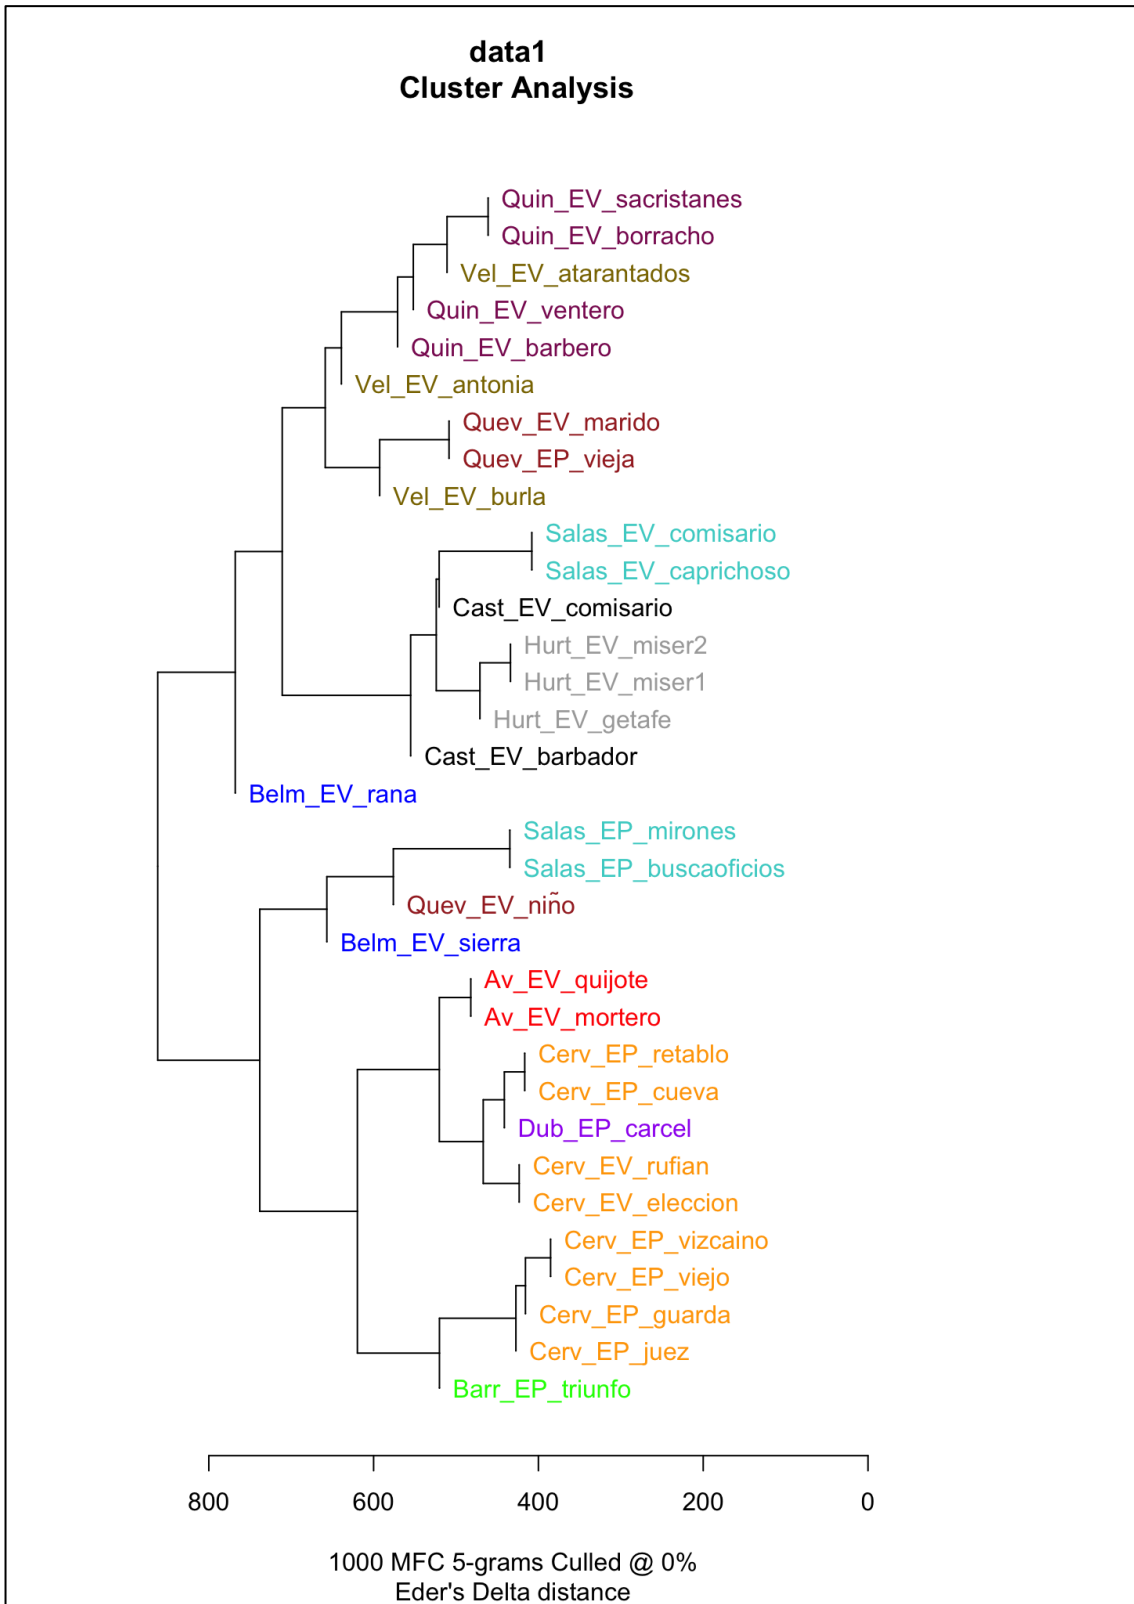 data1
Cluster Analysis
Quin_EV_sacristanes
Quin_EV_borracho
Vel_EV_atarantados
Quin_EV_ventero
Quin_EV_barbero
Vel_EV_antonia
Quev_EV_marido
Quev_EP_vieja
Vel_EV_burla
Salas_EV_comisario
Salas_EV_caprichoso
Cast_EV_comisario
Hurt_EV_miser2
Hurt_EV_miser1
Hurt_EV_getafe
Cast_EV_barbador
Belm_EV_rana
Salas_EP_mirones
Salas_EP_buscaoficios
Quev_EV_niño
Belm_EV_sierra
Av_EV_quijote
Av_EV_mortero
Cerv_EP_retablo
Cerv_EP_cueva
Dub_EP_carcel
Cerv_EV_rufian
Cerv_EV_eleccion
Cerv_EP_vizcaino
Cerv_EP_viejo
Cerv_EP_guarda
Cerv_EP_juez
Barr_EP_triunfo
800 600 400 200 0
1000 MFC 5-grams Culled @ 0%
Eder's Delta distance